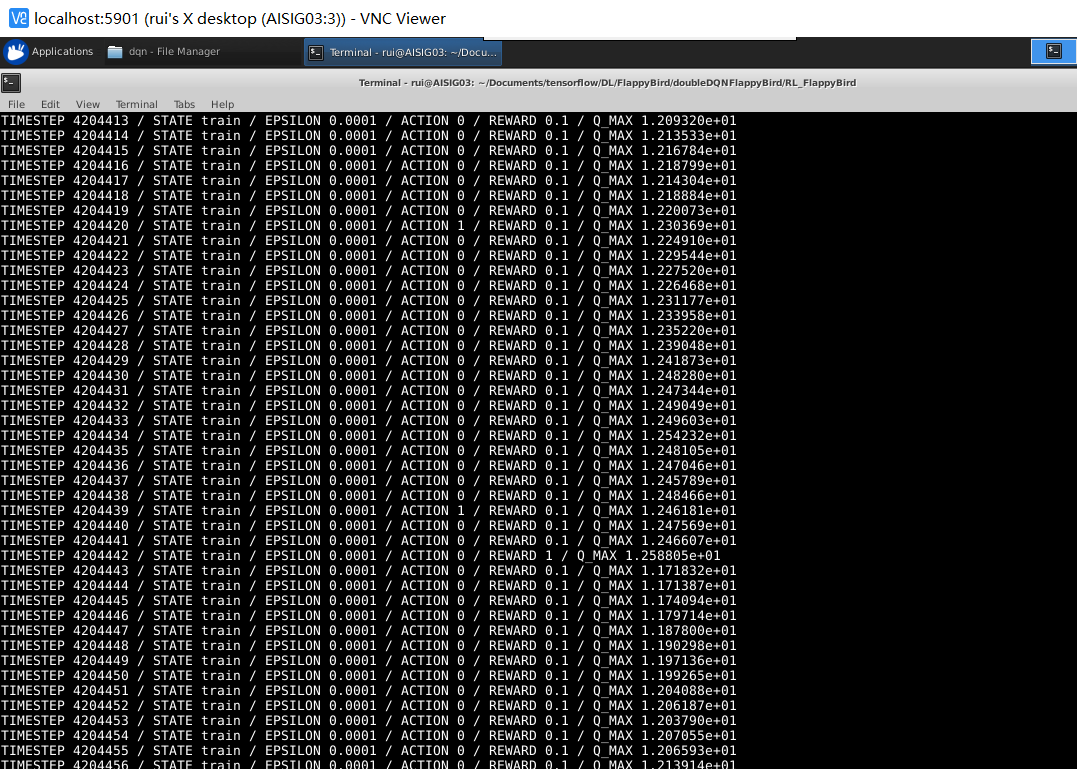 localhost:5901 (rui's X desktop (AISIG03:3)) - VNC Viewer
Applications dqn - File Manager Terminal - rui@AISIG03: ~/Docu...
Terminal - rui@AISIG03: ~/Documents/tensorflow/DL/FlappyBird/doubleDQNFlappyBird/RL_FlappyBird
File Edit View Terminal Tabs Help
TIMESTEP 4204413 / STATE train / EPSILON 0.0001 / ACTION 0 / REWARD 0.1 / Q_MAX 1.209320e+01
TIMESTEP 4204414 / STATE train / EPSILON 0.0001 / ACTION 0 / REWARD 0.1 / Q_MAX 1.213533e+01
TIMESTEP 4204415 / STATE train / EPSILON 0.0001 / ACTION 0 / REWARD 0.1 / Q_MAX 1.216784e+01
TIMESTEP 4204416 / STATE train / EPSILON 0.0001 / ACTION 0 / REWARD 0.1 / Q_MAX 1.218799e+01
TIMESTEP 4204417 / STATE train / EPSILON 0.0001 / ACTION 0 / REWARD 0.1 / Q_MAX 1.214304e+01
TIMESTEP 4204418 / STATE train / EPSILON 0.0001 / ACTION 0 / REWARD 0.1 / Q_MAX 1.218884e+01
TIMESTEP 4204419 / STATE train / EPSILON 0.0001 / ACTION 0 / REWARD 0.1 / Q_MAX 1.220073e+01
TIMESTEP 4204420 / STATE train / EPSILON 0.0001 / ACTION 1 / REWARD 0.1 / Q_MAX 1.230369e+01
TIMESTEP 4204421 / STATE train / EPSILON 0.0001 / ACTION 0 / REWARD 0.1 / Q_MAX 1.224910e+01
TIMESTEP 4204422 / STATE train / EPSILON 0.0001 / ACTION 0 / REWARD 0.1 / Q_MAX 1.229544e+01
TIMESTEP 4204423 / STATE train / EPSILON 0.0001 / ACTION 0 / REWARD 0.1 / Q_MAX 1.227520e+01
TIMESTEP 4204424 / STATE train / EPSILON 0.0001 / ACTION 0 / REWARD 0.1 / Q_MAX 1.226468e+01
TIMESTEP 4204425 / STATE train / EPSILON 0.0001 / ACTION 0 / REWARD 0.1 / Q_MAX 1.231177e+01
TIMESTEP 4204426 / STATE train / EPSILON 0.0001 / ACTION 0 / REWARD 0.1 / Q_MAX 1.233958e+01
TIMESTEP 4204427 / STATE train / EPSILON 0.0001 / ACTION 0 / REWARD 0.1 / Q_MAX 1.235220e+01
TIMESTEP 4204428 / STATE train / EPSILON 0.0001 / ACTION 0 / REWARD 0.1 / Q_MAX 1.239048e+01
TIMESTEP 4204429 / STATE train / EPSILON 0.0001 / ACTION 0 / REWARD 0.1 / Q_MAX 1.241873e+01
TIMESTEP 4204430 / STATE train / EPSILON 0.0001 / ACTION 0 / REWARD 0.1 / Q_MAX 1.248280e+01
TIMESTEP 4204431 / STATE train / EPSILON 0.0001 / ACTION 0 / REWARD 0.1 / Q_MAX 1.247344e+01
TIMESTEP 4204432 / STATE train / EPSILON 0.0001 / ACTION 0 / REWARD 0.1 / Q_MAX 1.249049e+01
TIMESTEP 4204433 / STATE train / EPSILON 0.0001 / ACTION 0 / REWARD 0.1 / Q_MAX 1.249603e+01
TIMESTEP 4204434 / STATE train / EPSILON 0.0001 / ACTION 0 / REWARD 0.1 / Q_MAX 1.254232e+01
TIMESTEP 4204435 / STATE train / EPSILON 0.0001 / ACTION 0 / REWARD 0.1 / Q_MAX 1.248105e+01
TIMESTEP 4204436 / STATE train / EPSILON 0.0001 / ACTION 0 / REWARD 0.1 / Q_MAX 1.247046e+01
TIMESTEP 4204437 / STATE train / EPSILON 0.0001 / ACTION 0 / REWARD 0.1 / Q_MAX 1.245789e+01
TIMESTEP 4204438 / STATE train / EPSILON 0.0001 / ACTION 0 / REWARD 0.1 / Q_MAX 1.248466e+01
TIMESTEP 4204439 / STATE train / EPSILON 0.0001 / ACTION 1 / REWARD 0.1 / Q_MAX 1.246181e+01
TIMESTEP 4204440 / STATE train / EPSILON 0.0001 / ACTION 0 / REWARD 0.1 / Q_MAX 1.247569e+01
TIMESTEP 4204441 / STATE train / EPSILON 0.0001 / ACTION 0 / REWARD 0.1 / Q_MAX 1.246607e+01
TIMESTEP 4204442 / STATE train / EPSILON 0.0001 / ACTION 0 / REWARD 1 / Q_MAX 1.258805e+01
TIMESTEP 4204443 / STATE train / EPSILON 0.0001 / ACTION 0 / REWARD 0.1 / Q_MAX 1.171832e+01
TIMESTEP 4204444 / STATE train / EPSILON 0.0001 / ACTION 0 / REWARD 0.1 / Q_MAX 1.171387e+01
TIMESTEP 4204445 / STATE train / EPSILON 0.0001 / ACTION 0 / REWARD 0.1 / Q_MAX 1.174094e+01
TIMESTEP 4204446 / STATE train / EPSILON 0.0001 / ACTION 0 / REWARD 0.1 / Q_MAX 1.179714e+01
TIMESTEP 4204447 / STATE train / EPSILON 0.0001 / ACTION 0 / REWARD 0.1 / Q_MAX 1.187800e+01
TIMESTEP 4204448 / STATE train / EPSILON 0.0001 / ACTION 0 / REWARD 0.1 / Q_MAX 1.190298e+01
TIMESTEP 4204449 / STATE train / EPSILON 0.0001 / ACTION 0 / REWARD 0.1 / Q_MAX 1.197136e+01
TIMESTEP 4204450 / STATE train / EPSILON 0.0001 / ACTION 0 / REWARD 0.1 / Q_MAX 1.199265e+01
TIMESTEP 4204451 / STATE train / EPSILON 0.0001 / ACTION 0 / REWARD 0.1 / Q_MAX 1.204088e+01
TIMESTEP 4204452 / STATE train / EPSILON 0.0001 / ACTION 0 / REWARD 0.1 / Q_MAX 1.206187e+01
TIMESTEP 4204453 / STATE train / EPSILON 0.0001 / ACTION 0 / REWARD 0.1 / Q_MAX 1.203790e+01
TIMESTEP 4204454 / STATE train / EPSILON 0.0001 / ACTION 0 / REWARD 0.1 / Q_MAX 1.207055e+01
TIMESTEP 4204455 / STATE train / EPSILON 0.0001 / ACTION 0 / REWARD 0.1 / Q_MAX 1.206593e+01
TIMESTEP 4204456 / STATE train / EPSILON 0.0001 / ACTION 0 / REWARD 0.1 / Q_MAX 1.213914e+01